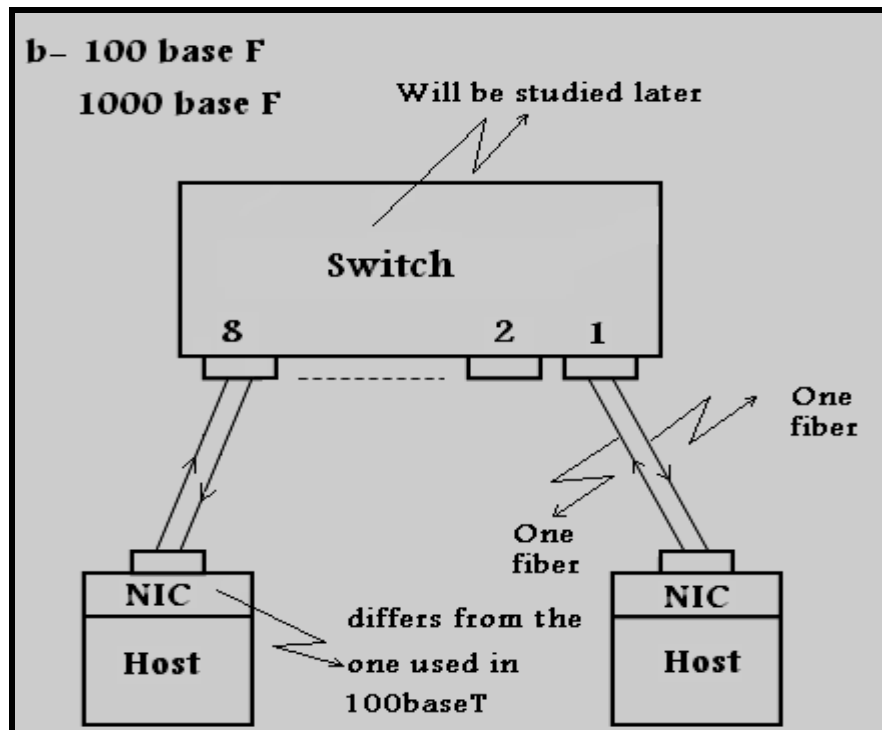 b- 100 base F
1000 base F
Will be studied later
Switch
8 2 1
One
fiber
One
fiber
NIC
Host
differs from the
one used in
100baseT
NIC
Host